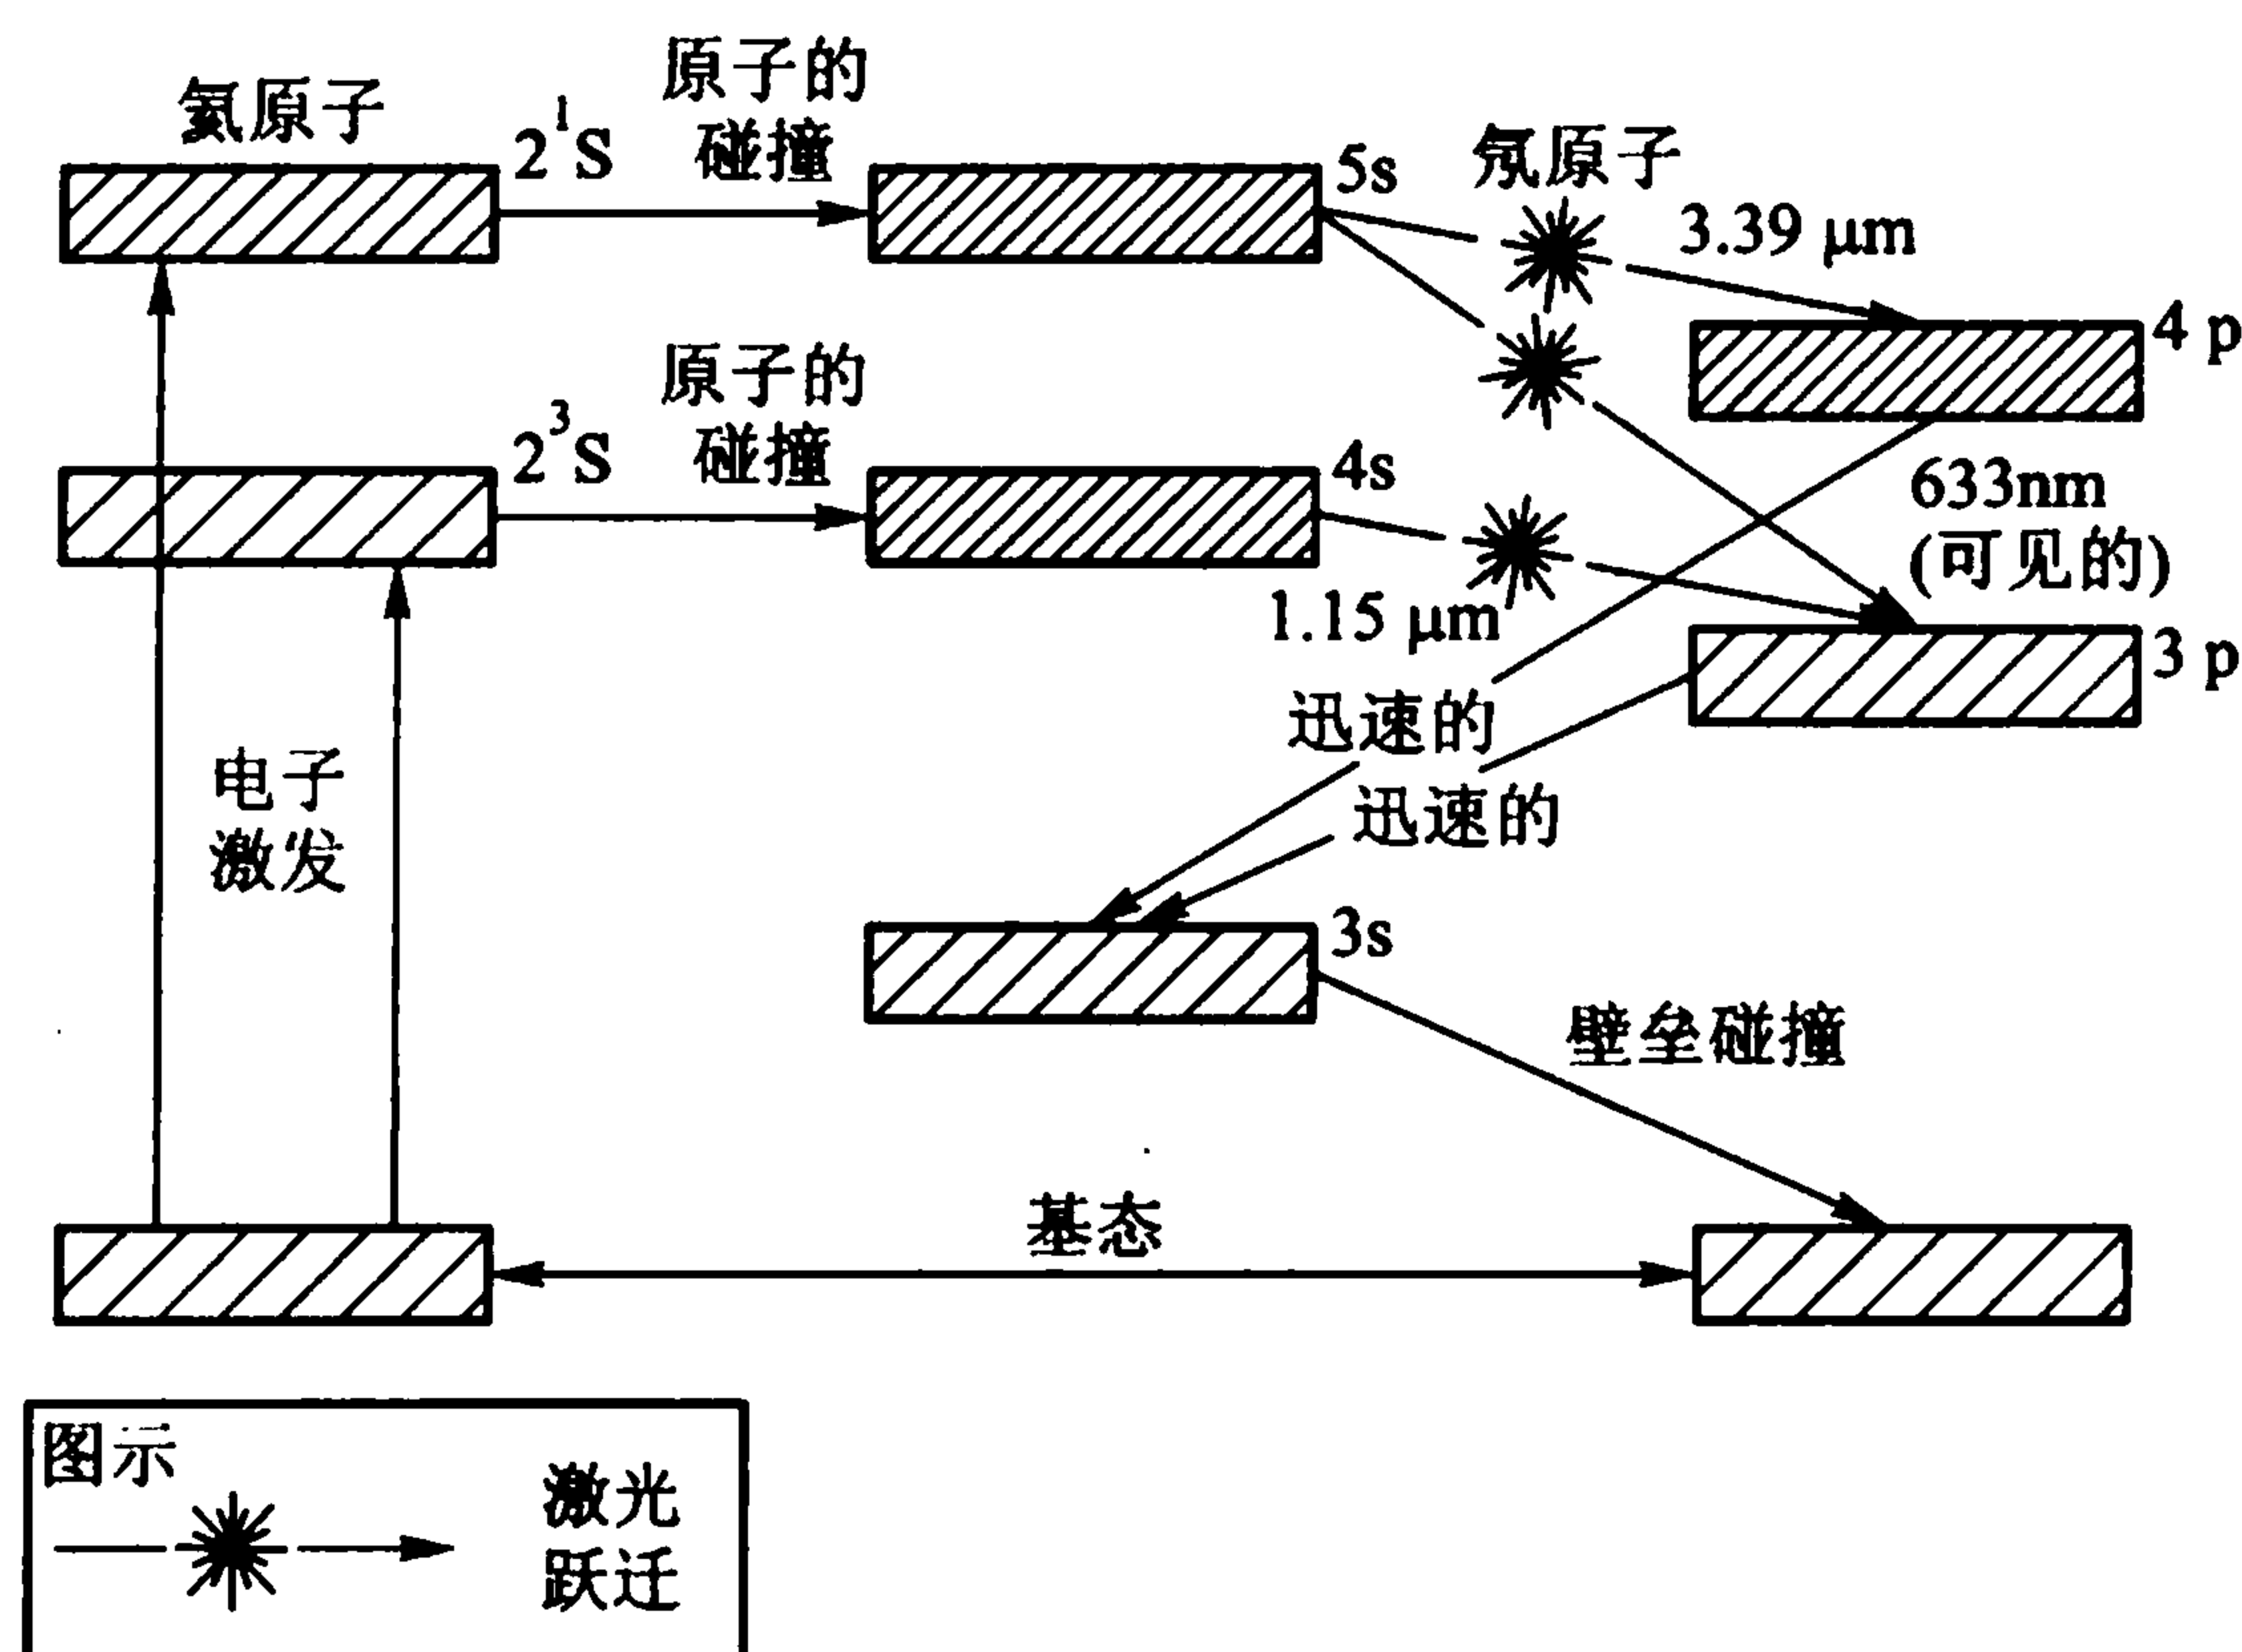 氦原子
2¹S
原子的
碰撞
5s
氖原子
3.39 μm
4 p
2³S
原子的
碰撞
4s
633nm
(可见的)
1.15 μm
3 p
迅速的
迅速的
电子
激发
3s
壁垒碰撞
基态
图示
激光
跃迁